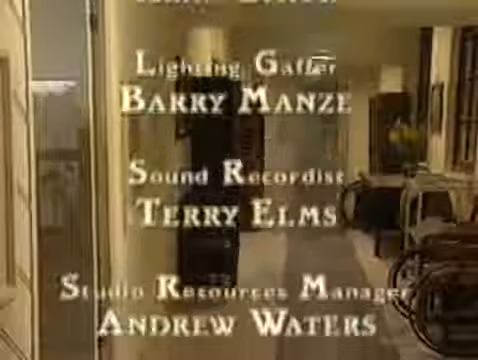 Lighting Gaffer
BARRY MANZE
Sound Recordist
TERRY ELMS
Studio Resources Manager
ANDREW WATERS